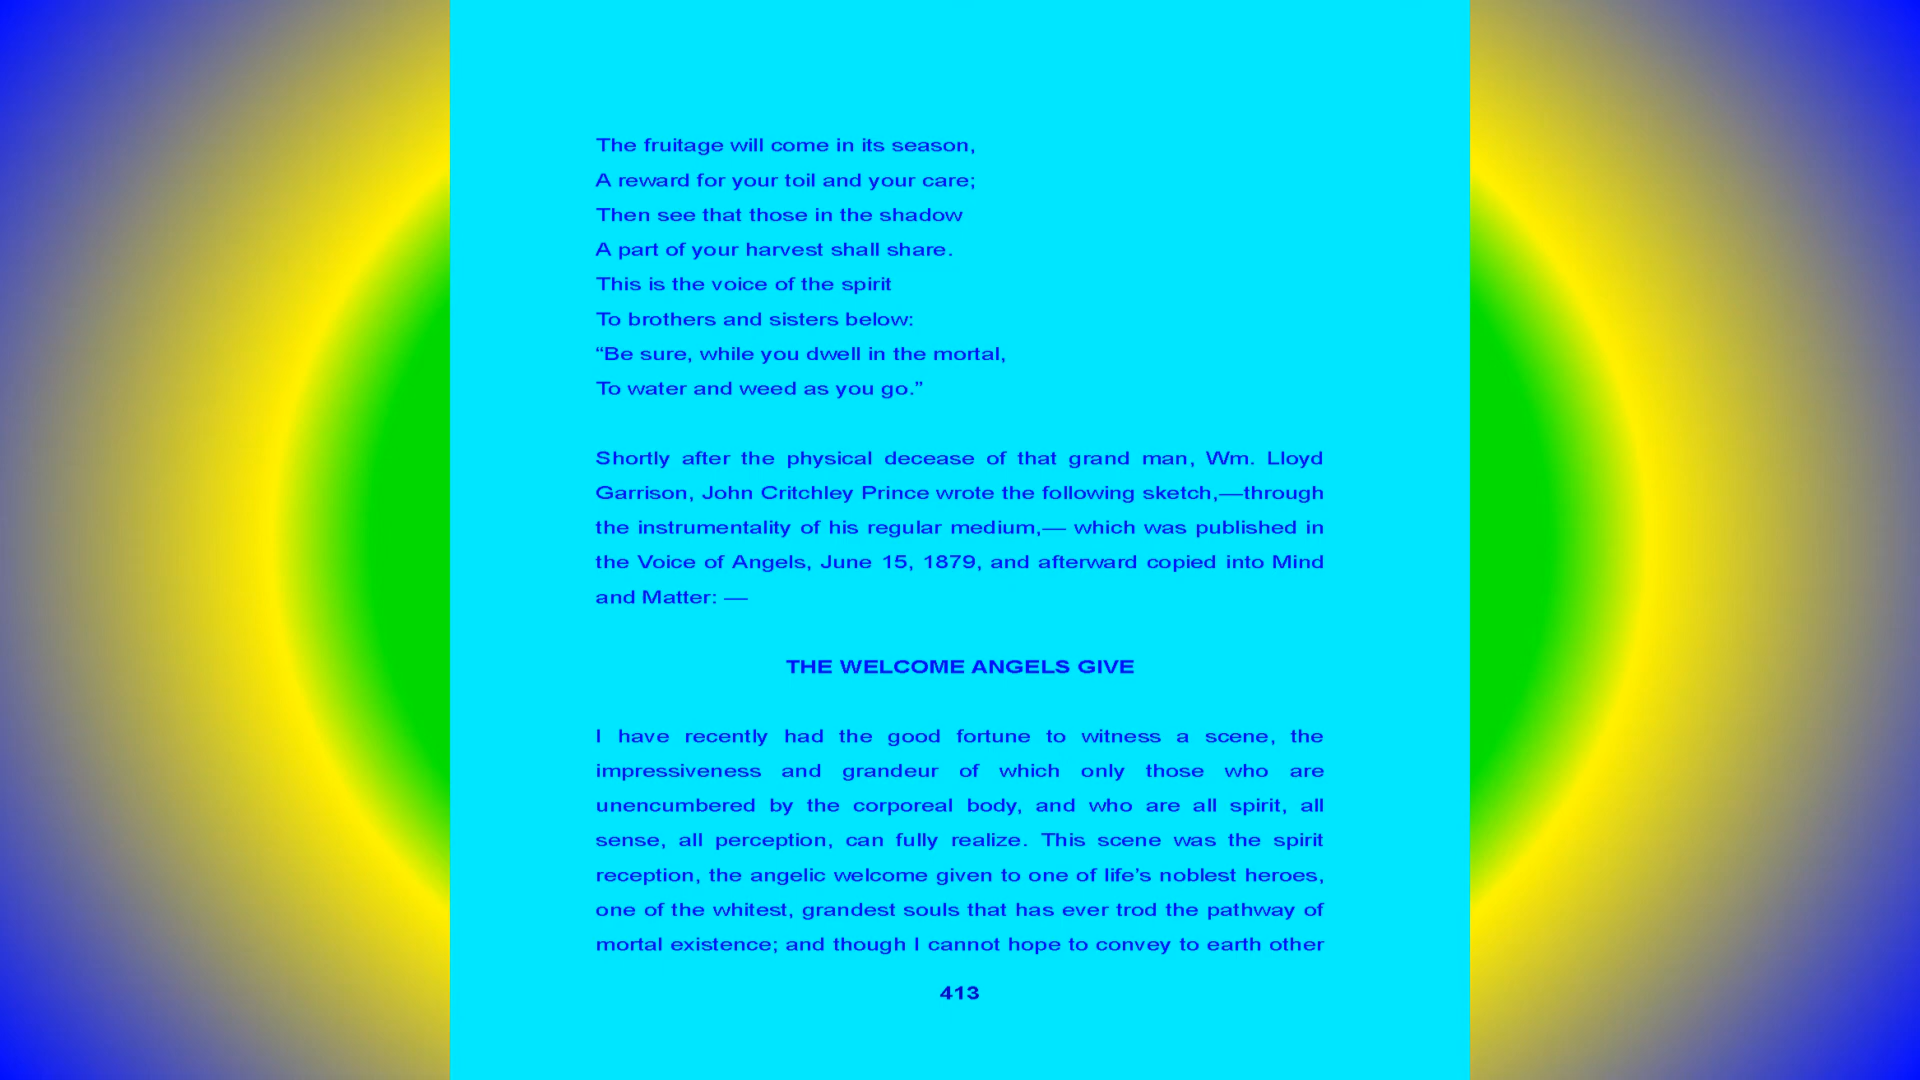 The fruitage will come in its season,
A reward for your toil and your care;
Then see that those in the shadow
A part of your harvest shall share.
This is the voice of the spirit
To brothers and sisters below:
“Be sure, while you dwell in the mortal,
To water and weed as you go.”
Shortly after the physical decease of that grand man, Wm. Lloyd
Garrison, John Critchley Prince wrote the following sketch,—through
the instrumentality of his regular medium,— which was published in
the Voice of Angels, June 15, 1879, and afterward copied into Mind
and Matter: —
THE WELCOME ANGELS GIVE
I have recently had the good fortune to witness a scene, the
impressiveness and grandeur of which only those who are
unencumbered by the corporeal body, and who are all spirit, all
sense, all perception, can fully realize. This scene was the spirit
reception, the angelic welcome given to one of life’s noblest heroes,
one of the whitest, grandest souls that has ever trod the pathway of
mortal existence; and though I cannot hope to convey to earth other
413